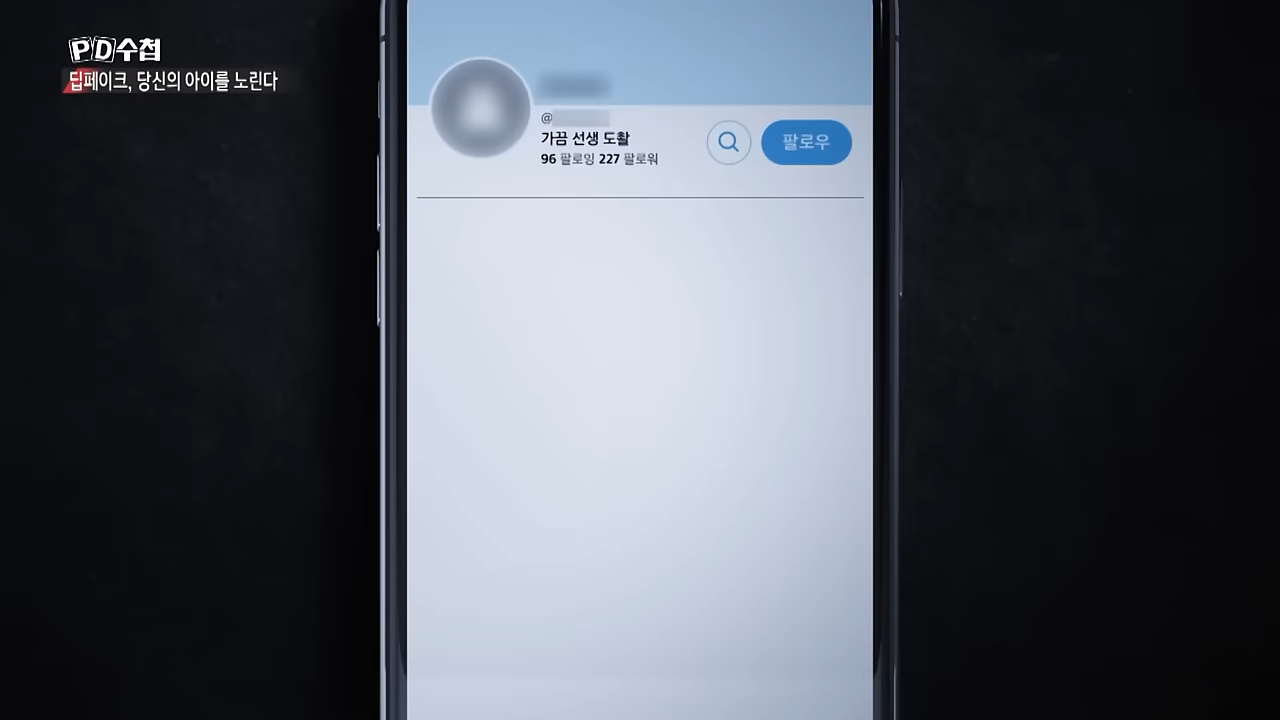 PD수첩
딥페이크, 당신의 아이를 노린다
@
가끔 선생 도촬
96 팔로잉 227 팔로워
팔로우